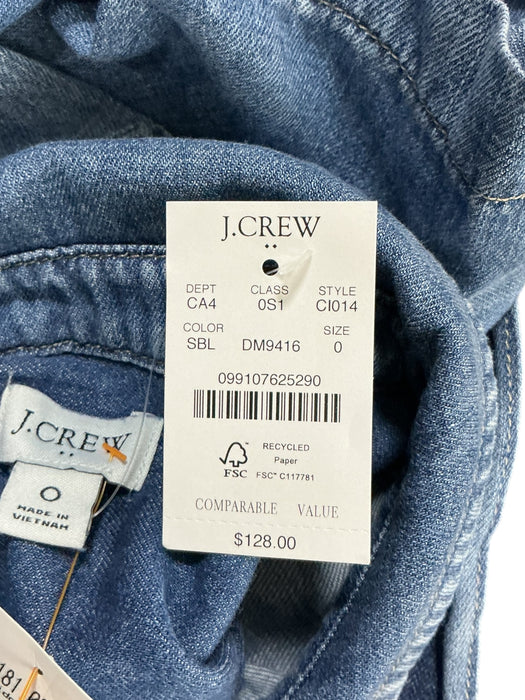 J.CREW
DEPT CLASS STYLE
CA4 0S1 CI014
COLOR SIZE
SBL DM9416 0
099107625290
RECYCLED
Paper
FSC
FSC™ C117781
COMPARABLE VALUE
$128.00
J.CREW
0
MADE IN
VIETNAM
181